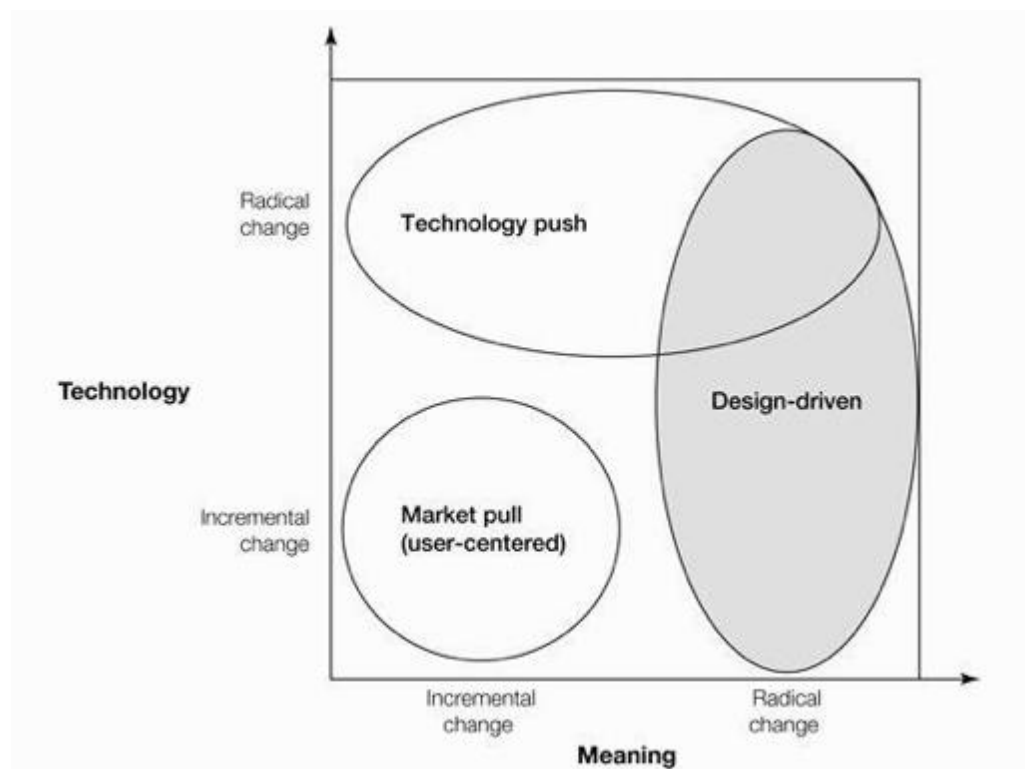 Radical
change
Technology push
Technology
Design-driven
Incremental
change
Market pull
(user-centered)
Incremental
change
Radical
change
Meaning